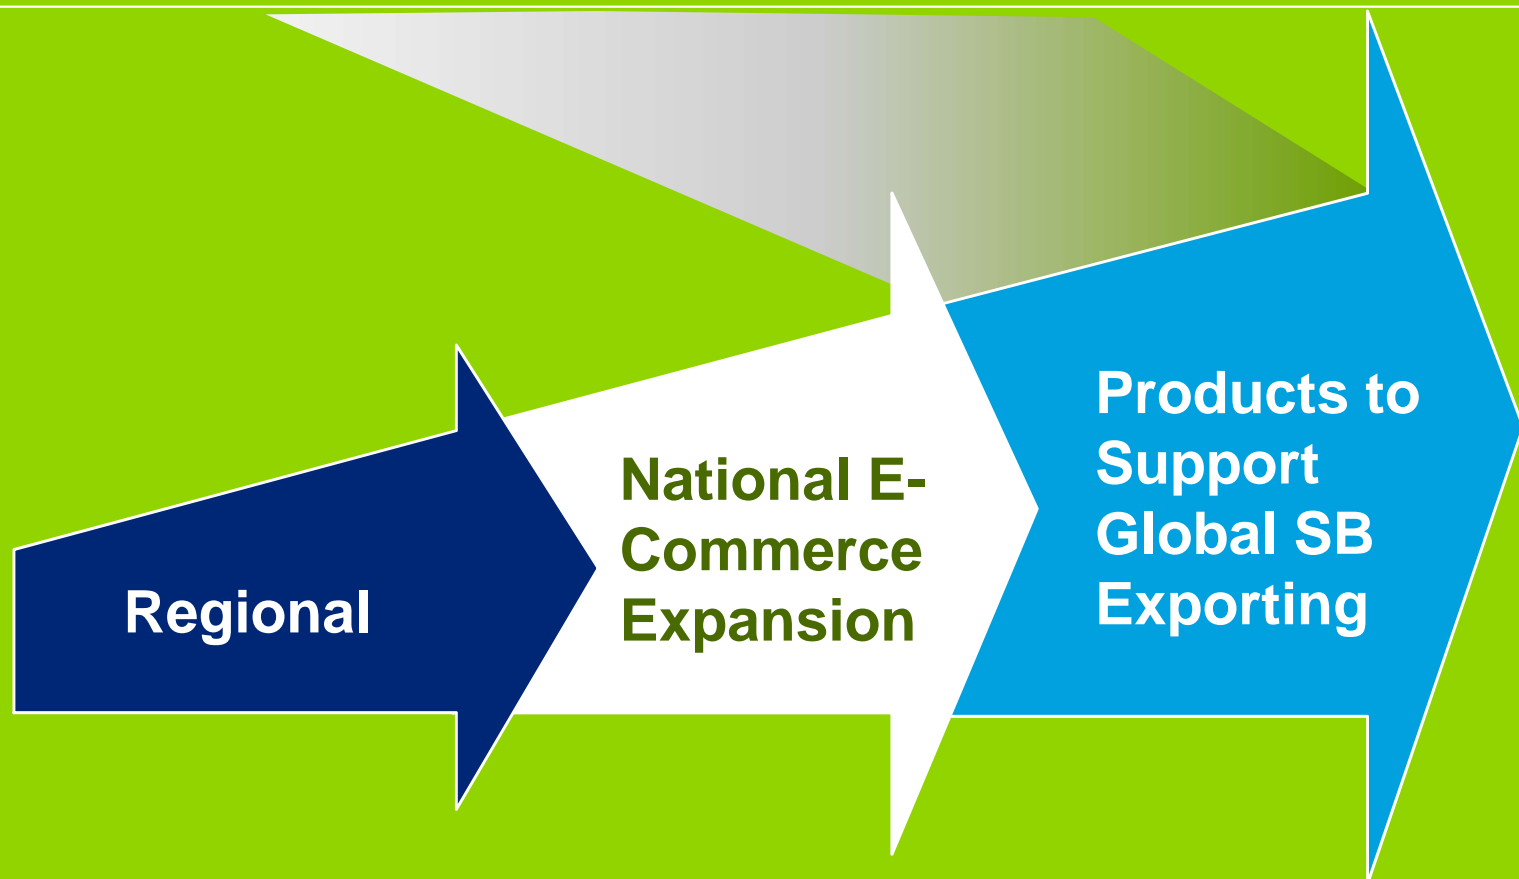 Regional
National E-
Commerce
Expansion
Products to
Support
Global SB
Exporting